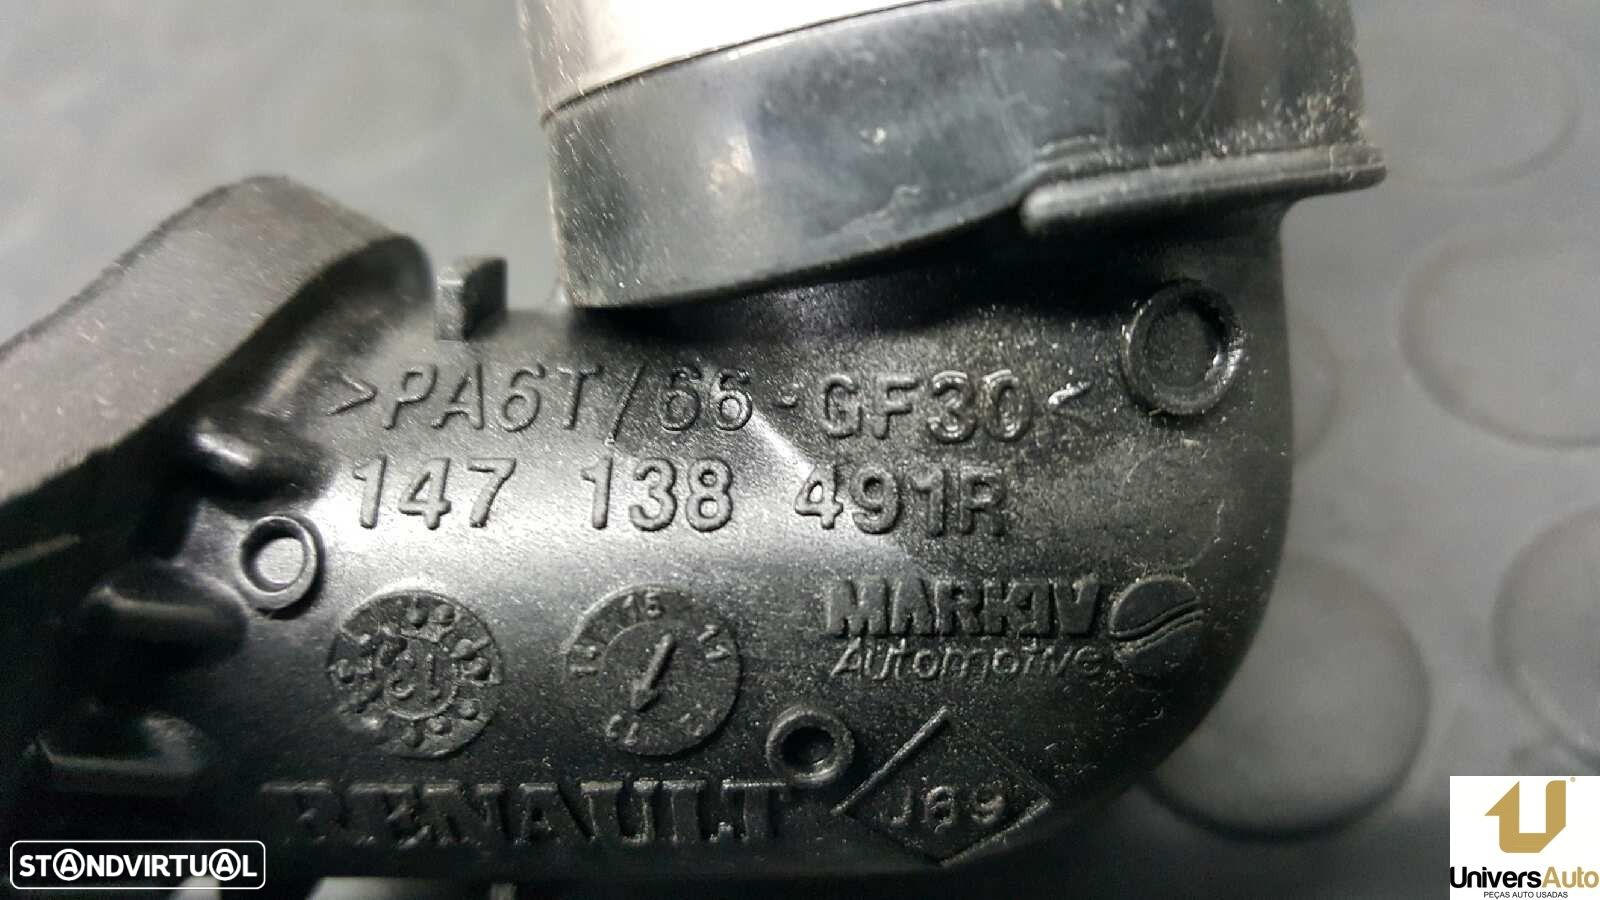 >PA6T/66-GF30<
147 138 491R
MARKIV
Automotive
RENAULT
J69
STANDVIRTUAL
UniversAuto
PEÇAS AUTO USADAS